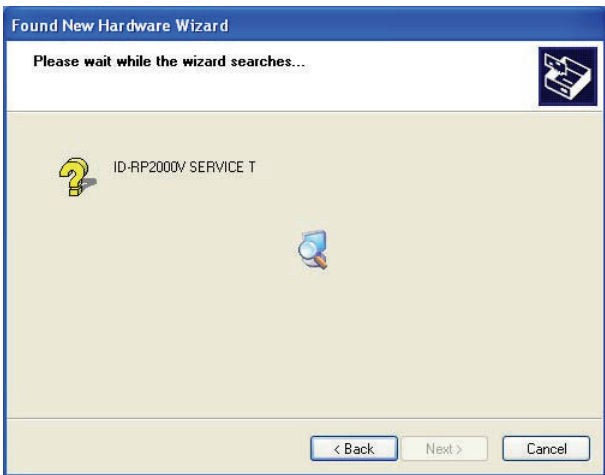 Found New Hardware Wizard
Please wait while the wizard searches...
ID-RP2000V SERVICE T
< Back
Next >
Cancel